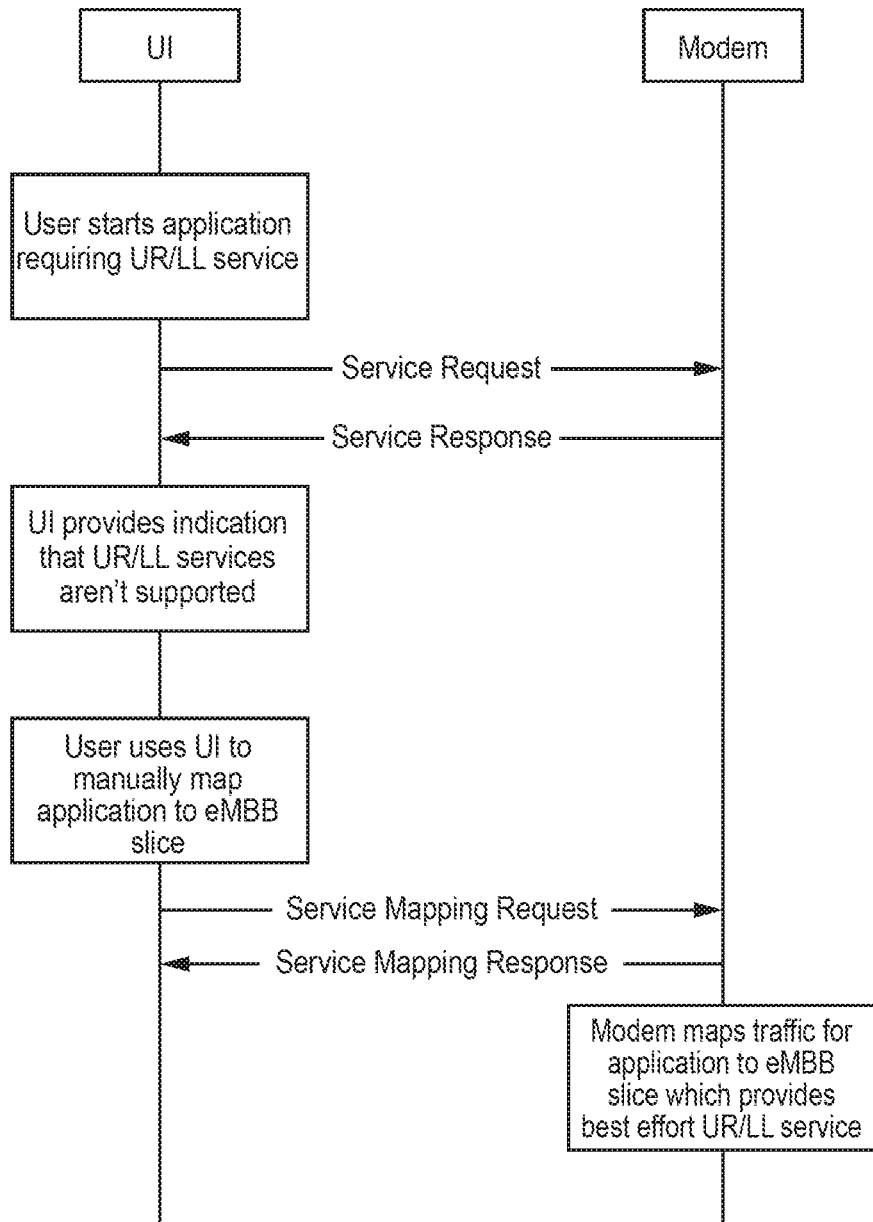 UI
Modem
User starts application
requiring UR/LL service
Service Request
Service Response
UI provides indication
that UR/LL services
aren't supported
User uses UI to
manually map
application to eMBB
slice
Service Mapping Request
Service Mapping Response
Modem maps traffic for
application to eMBB
slice which provides
best effort UR/LL service